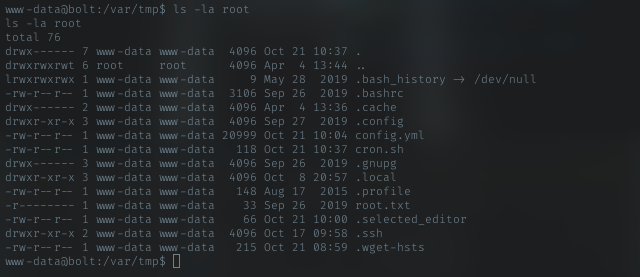 www-data@bolt:/var/tmp$ ls -la root
ls -la root
total 76
drwx------ 7 www-data www-data  4096 Oct 21 10:37 .
drwxrwxrwt 6 root     root      4096 Apr  4 13:44 ..
lrwxrwxrwx 1 www-data www-data     9 May 28  2019 .bash_history -> /dev/null
-rw-r--r-- 1 www-data www-data  3106 Sep 26  2019 .bashrc
drwx------ 2 www-data www-data  4096 Apr  4 13:36 .cache
drwxr-xr-x 3 www-data www-data  4096 Sep 27  2019 .config
-rw-r--r-- 1 www-data www-data 20999 Oct 21 10:04 config.yml
-rw-r--r-- 1 www-data www-data   118 Oct 21 10:37 cron.sh
drwx------ 3 www-data www-data  4096 Sep 26  2019 .gnupg
drwxr-xr-x 3 www-data www-data  4096 Oct  8 20:57 .local
-rw-r--r-- 1 www-data www-data   148 Aug 17  2015 .profile
-r-------- 1 www-data www-data    33 Sep 26  2019 root.txt
-rw-r--r-- 1 www-data www-data    66 Oct 21 10:00 .selected_editor
drwxr-xr-x 2 www-data www-data  4096 Oct 17 09:58 .ssh
-rw-r--r-- 1 www-data www-data   215 Oct 21 08:59 .wget-hsts
www-data@bolt:/var/tmp$